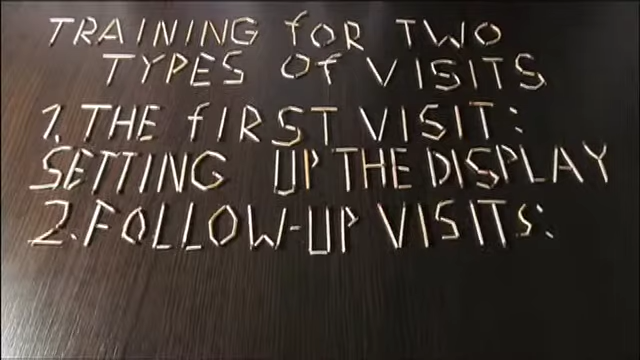 TRAINING fOR TWO
TYPES Of VISITS
1. THE fIRST VISIT:
SETTING UP THE DISPLAY
2. FOLLOW-UP VISITS: